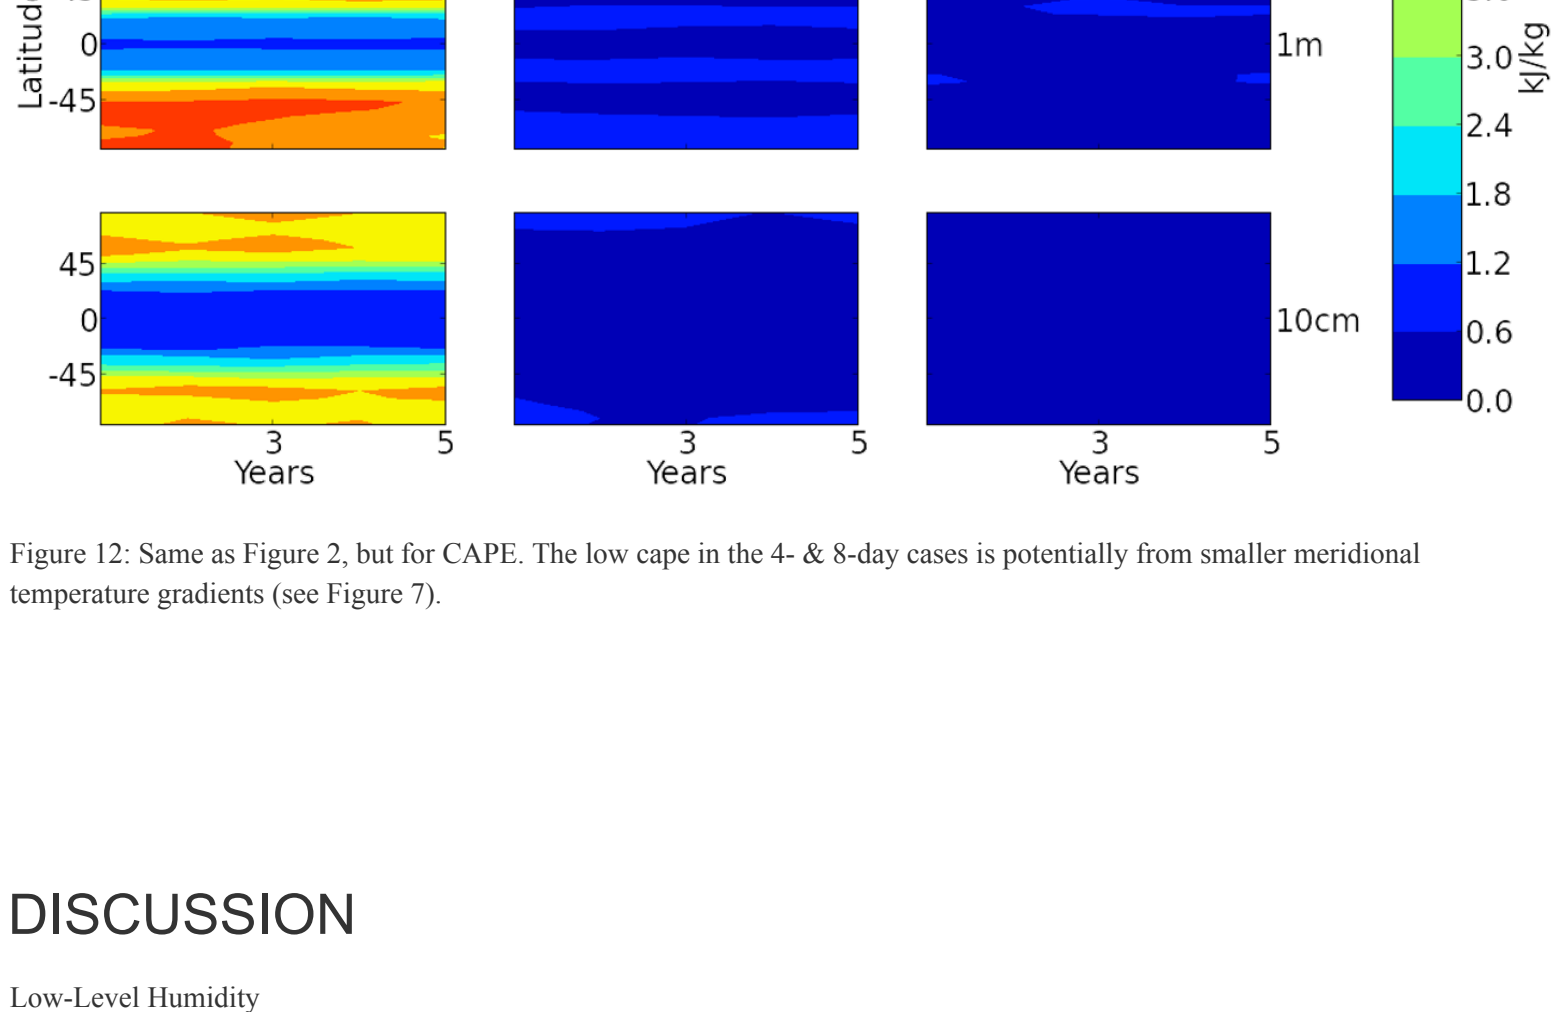 Latitude
0
-45
1m
3.0
kJ/kg
2.4
1.8
1.2
0.6
0.0
45
0
-45
10cm
3 5 3 5 3 5
Years Years Years
Figure 12: Same as Figure 2, but for CAPE. The low cape in the 4- & 8-day cases is potentially from smaller meridional
temperature gradients (see Figure 7).
DISCUSSION
Low-Level Humidity